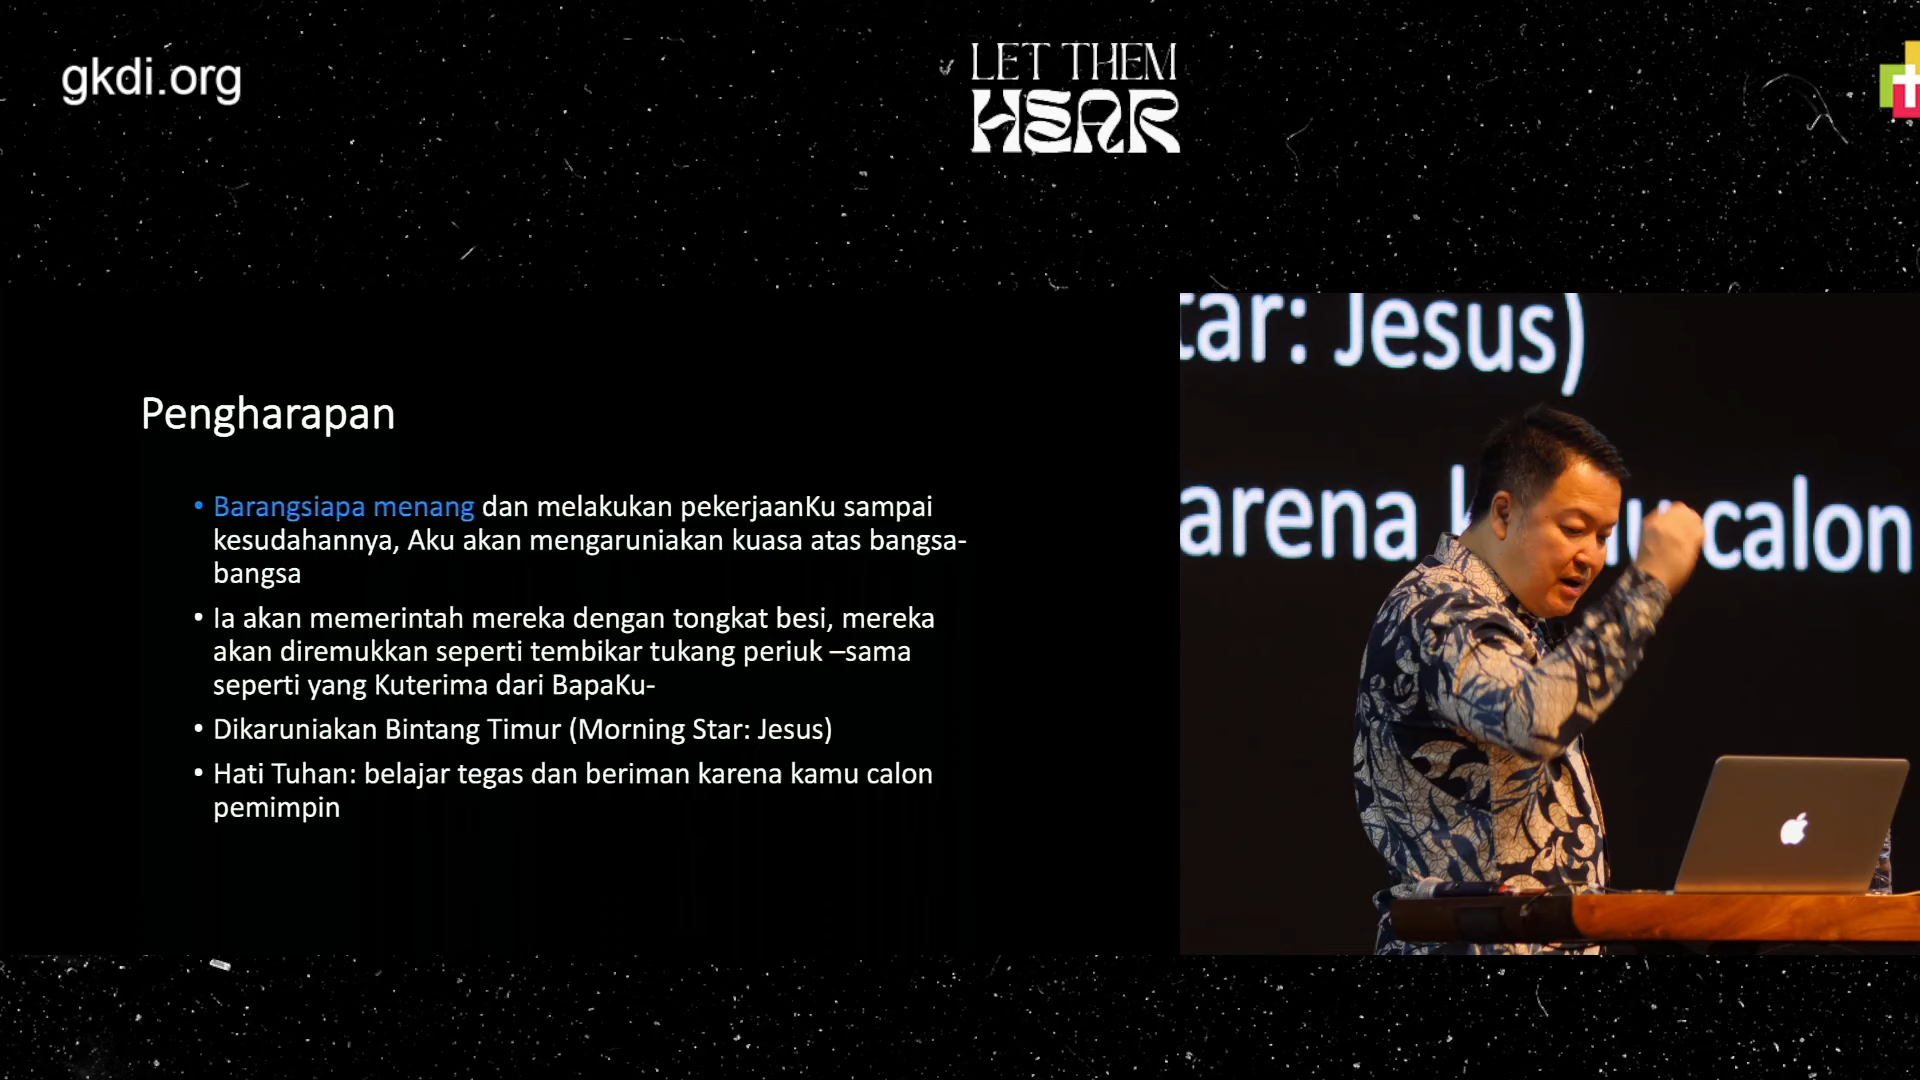 gkdi.org
LET THEM
HEAR
Pengharapan
• Barangsiapa menang dan melakukan pekerjaanKu sampai
kesudahannya, Aku akan mengaruniakan kuasa atas bangsa-
bangsa
• Ia akan memerintah mereka dengan tongkat besi, mereka
akan diremukkan seperti tembikar tukang periuk –sama
seperti yang Kuterima dari BapaKu-
• Dikaruniakan Bintang Timur (Morning Star: Jesus)
• Hati Tuhan: belajar tegas dan beriman karena kamu calon
pemimpin
tar: Jesus)
arena k u calon